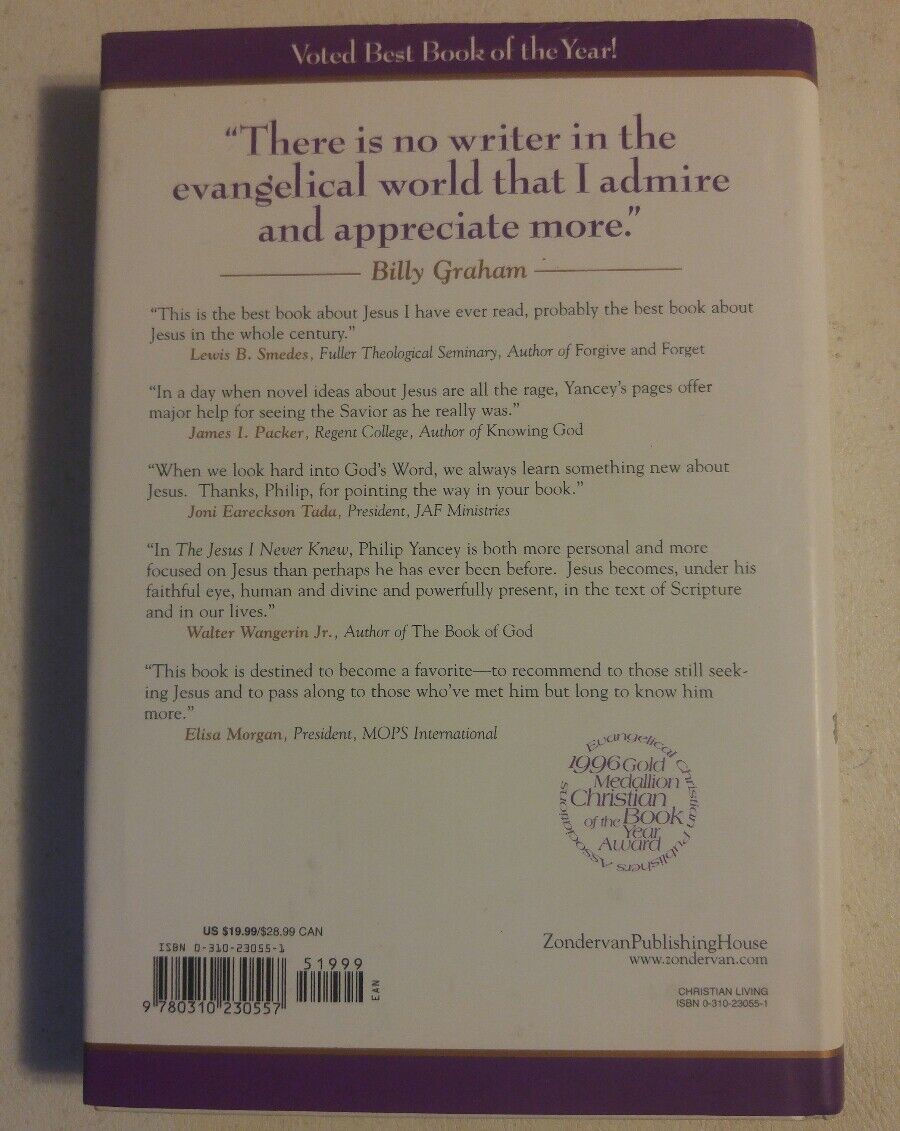 Voted Best Book of the Year!
“There is no writer in the
evangelical world that I admire
and appreciate more.”
Billy Graham
“This is the best book about Jesus I have ever read, probably the best book about
Jesus in the whole century.”
Lewis B. Smedes, Fuller Theological Seminary, Author of Forgive and Forget
“In a day when novel ideas about Jesus are all the rage, Yancey’s pages offer
major help for seeing the Savior as he really was.”
James I. Packer, Regent College, Author of Knowing God
“When we look hard into God’s Word, we always learn something new about
Jesus. Thanks, Philip, for pointing the way in your book.”
Joni Eareckson Tada, President, JAF Ministries
“In The Jesus I Never Knew, Philip Yancey is both more personal and more
focused on Jesus than perhaps he has ever been before. Jesus becomes, under his
faithful eye, human and divine and powerfully present, in the text of Scripture
and in our lives.”
Walter Wangerin Jr., Author of The Book of God
“This book is destined to become a favorite—to recommend to those still seek-
ing Jesus and to pass along to those who’ve met him but long to know him
more.”
Elisa Morgan, President, MOPS International
Evangelical Christian Publishers Associations
1996 Gold
Medallion
Christian
of the Book
Year
Award
US $19.99/$28.99 CAN
ISBN 0-310-23055-1
51999
EAN
9 780310 230557
ZondervanPublishingHouse
www.zondervan.com
CHRISTIAN LIVING
ISBN 0-310-23055-1